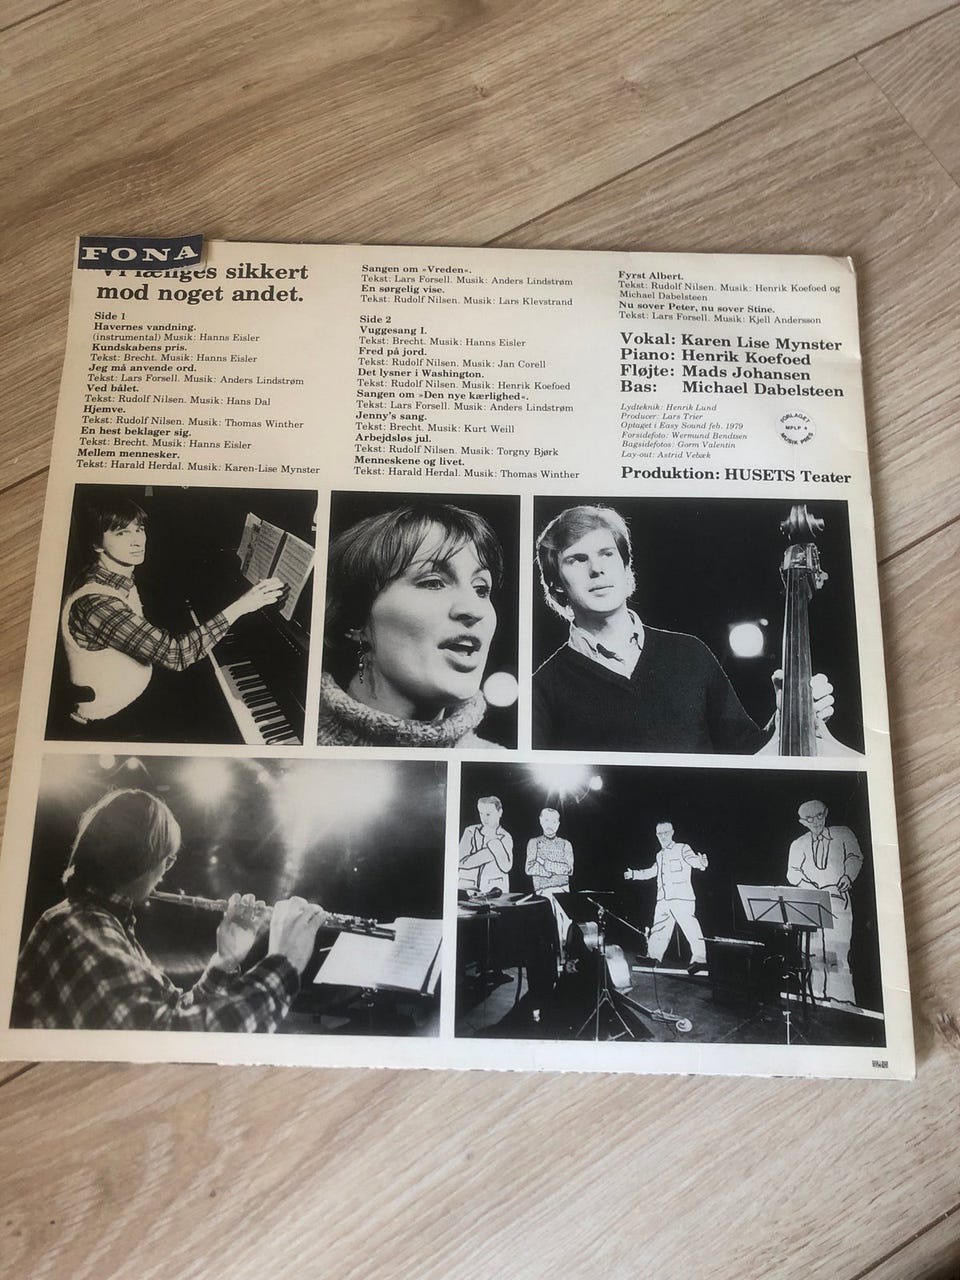 FONA
Vi længes sikkert
mod noget andet.
Side 1
Havernes vandning.
(instrumental) Musik: Hanns Eisler
Kundskabens pris.
Tekst: Brecht. Musik: Hanns Eisler
Jeg må anvende ord.
Tekst: Lars Forsell. Musik: Anders Lindstrøm
Ved bålet.
Tekst: Rudolf Nilsen. Musik: Hans Dal
Hjemve.
Tekst: Rudolf Nilsen. Musik: Thomas Winther
En hest beklager sig.
Tekst: Brecht. Musik: Hanns Eisler
Mellem mennesker.
Tekst: Harald Herdal. Musik: Karen-Lise Mynster
Sangen om »Vreden«.
Tekst: Lars Forsell. Musik: Anders Lindstrøm
En sørgelig vise.
Tekst: Rudolf Nilsen. Musik: Lars Klevstrand
Side 2
Vuggesang I.
Tekst: Brecht. Musik: Hanns Eisler
Fred på jord.
Tekst: Rudolf Nilsen. Musik: Jan Corell
Det lysner i Washington.
Tekst: Rudolf Nilsen. Musik: Henrik Koefoed
Sangen om »Den nye kærlighed«.
Tekst: Lars Forsell. Musik: Anders Lindstrøm
Jenny's sang.
Tekst: Brecht. Musik: Kurt Weill
Arbejdsløs jul.
Tekst: Rudolf Nilsen. Musik: Torgny Bjørk
Menneskene og livet.
Tekst: Harald Herdal. Musik: Thomas Winther
Fyrst Albert.
Tekst: Rudolf Nilsen. Musik: Henrik Koefoed og
Michael Dabelsteen
Nu sover Peter, nu sover Stine.
Tekst: Lars Forsell. Musik: Kjell Andersson
Vokal: Karen Lise Mynster
Piano: Henrik Koefoed
Fløjte: Mads Johansen
Bas: Michael Dabelsteen
Lydteknik: Henrik Lund
Producer: Lars Trier
Optaget i Easy Sound feb. 1979
Forsidefoto: Wermund Bendtsen
Bagsidefotos: Gorm Valentin
Lay-out: Astrid Vebæk
FORLAGET
MPLP 4
MUSIK PRES
Produktion: HUSETS Teater